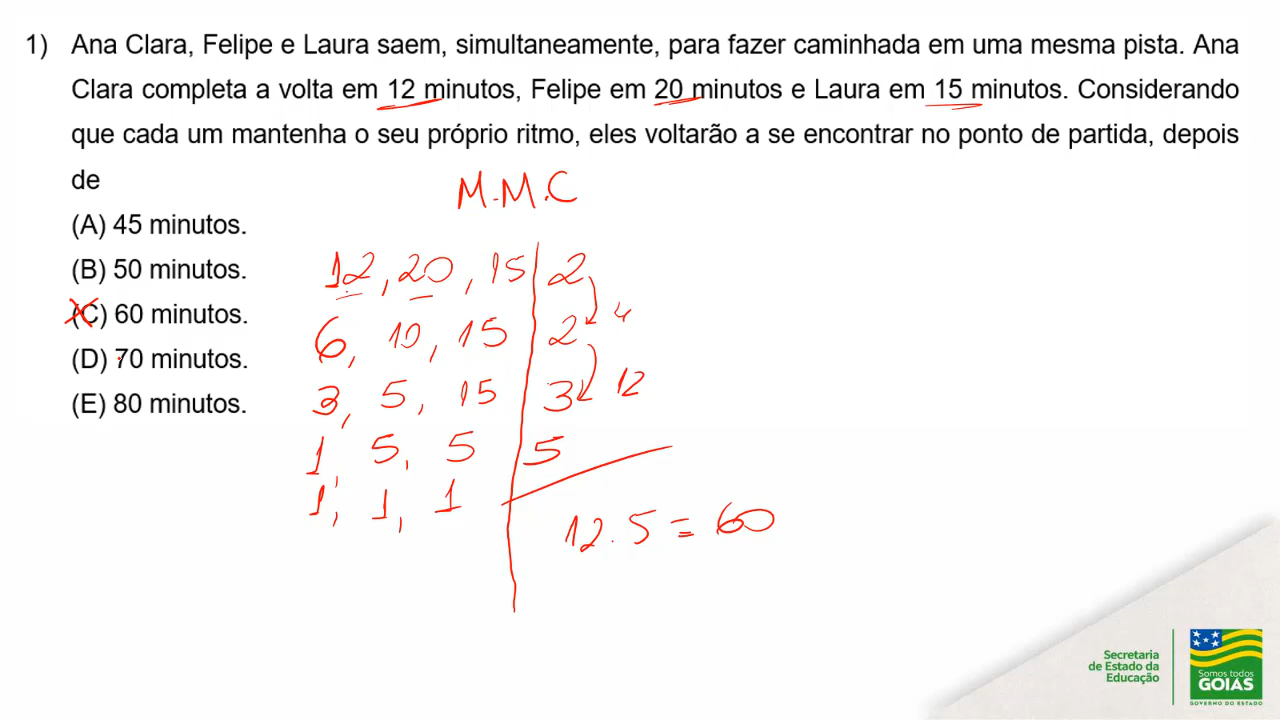 1) Ana Clara, Felipe e Laura saem, simultaneamente, para fazer caminhada em uma mesma pista. Ana
Clara completa a volta em 12 minutos, Felipe em 20 minutos e Laura em 15 minutos. Considerando
que cada um mantenha o seu próprio ritmo, eles voltarão a se encontrar no ponto de partida, depois
de
M.M.C
(A) 45 minutos.
(B) 50 minutos.
(C) 60 minutos.
(D) 70 minutos.
(E) 80 minutos.
12, 20, 15 2
6, 10, 15 2 4
3, 5, 15 3 12
1, 5, 5 5
1, 1, 1
12.5 = 60
Secretaria
de Estado da
Educação
Somos todos
GOIÁS
GOVERNO DO ESTADO